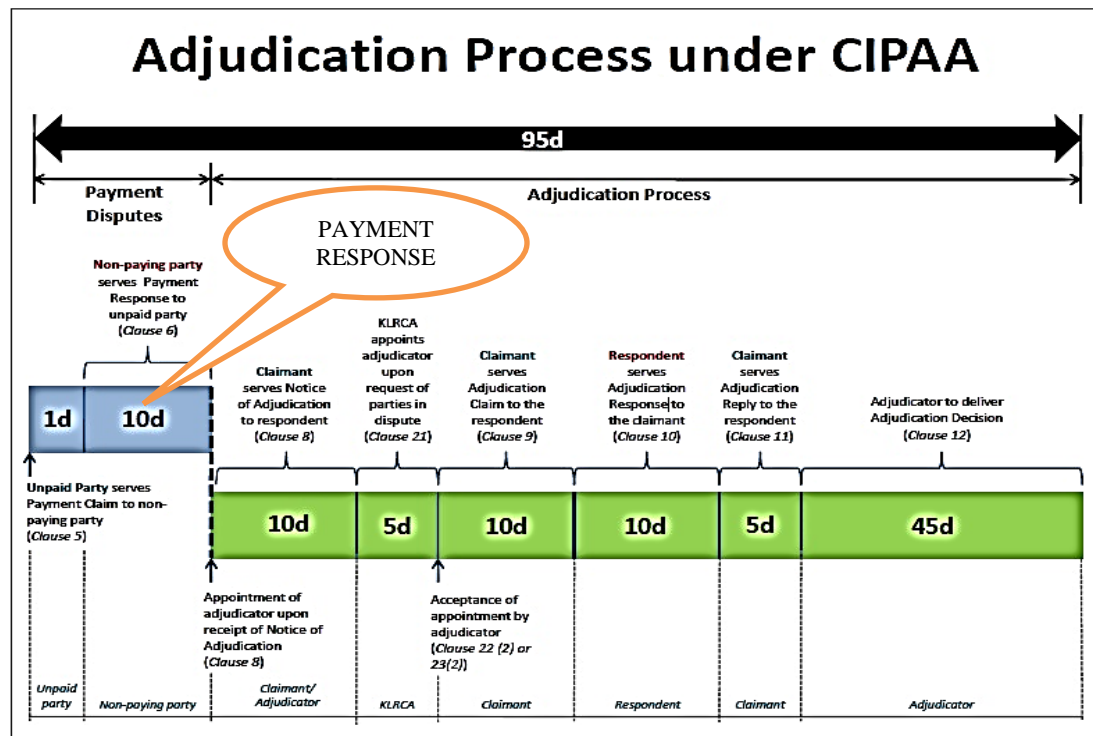 Adjudication Process under CIPAA
95d
Payment
Disputes
Adjudication Process
PAYMENT
RESPONSE
Non-paying party
serves Payment
Response to
unpaid party
(Clause 6)
Claimant
serves Notice
of Adjudication
to respondent
(Clause 8)
KLRCA
appoints
adjudicator
upon
request of
parties in
dispute
(Clause 21)
Claimant
serves
Adjudication
Claim to the
respondent
(Clause 9)
Respondent
serves
Adjudication
Response to
the claimant
(Clause 10)
Claimant
serves
Adjudication
Reply to the
respondent
(Clause 11)
Adjudicator to deliver
Adjudication Decision
(Clause 12)
1d
10d
Unpaid Party serves
Payment Claim to non-
paying party
(Clause 5)
10d
5d
10d
10d
5d
45d
Appointment of
adjudicator upon
receipt of Notice of
Adjudication
(Clause 8)
Acceptance of
appointment by
adjudicator
(Clause 22 (2) or
23(2))
Unpaid
party
Non-paying party
Claimant/
Adjudicator
KLRCA
Claimant
Respondent
Claimant
Adjudicator